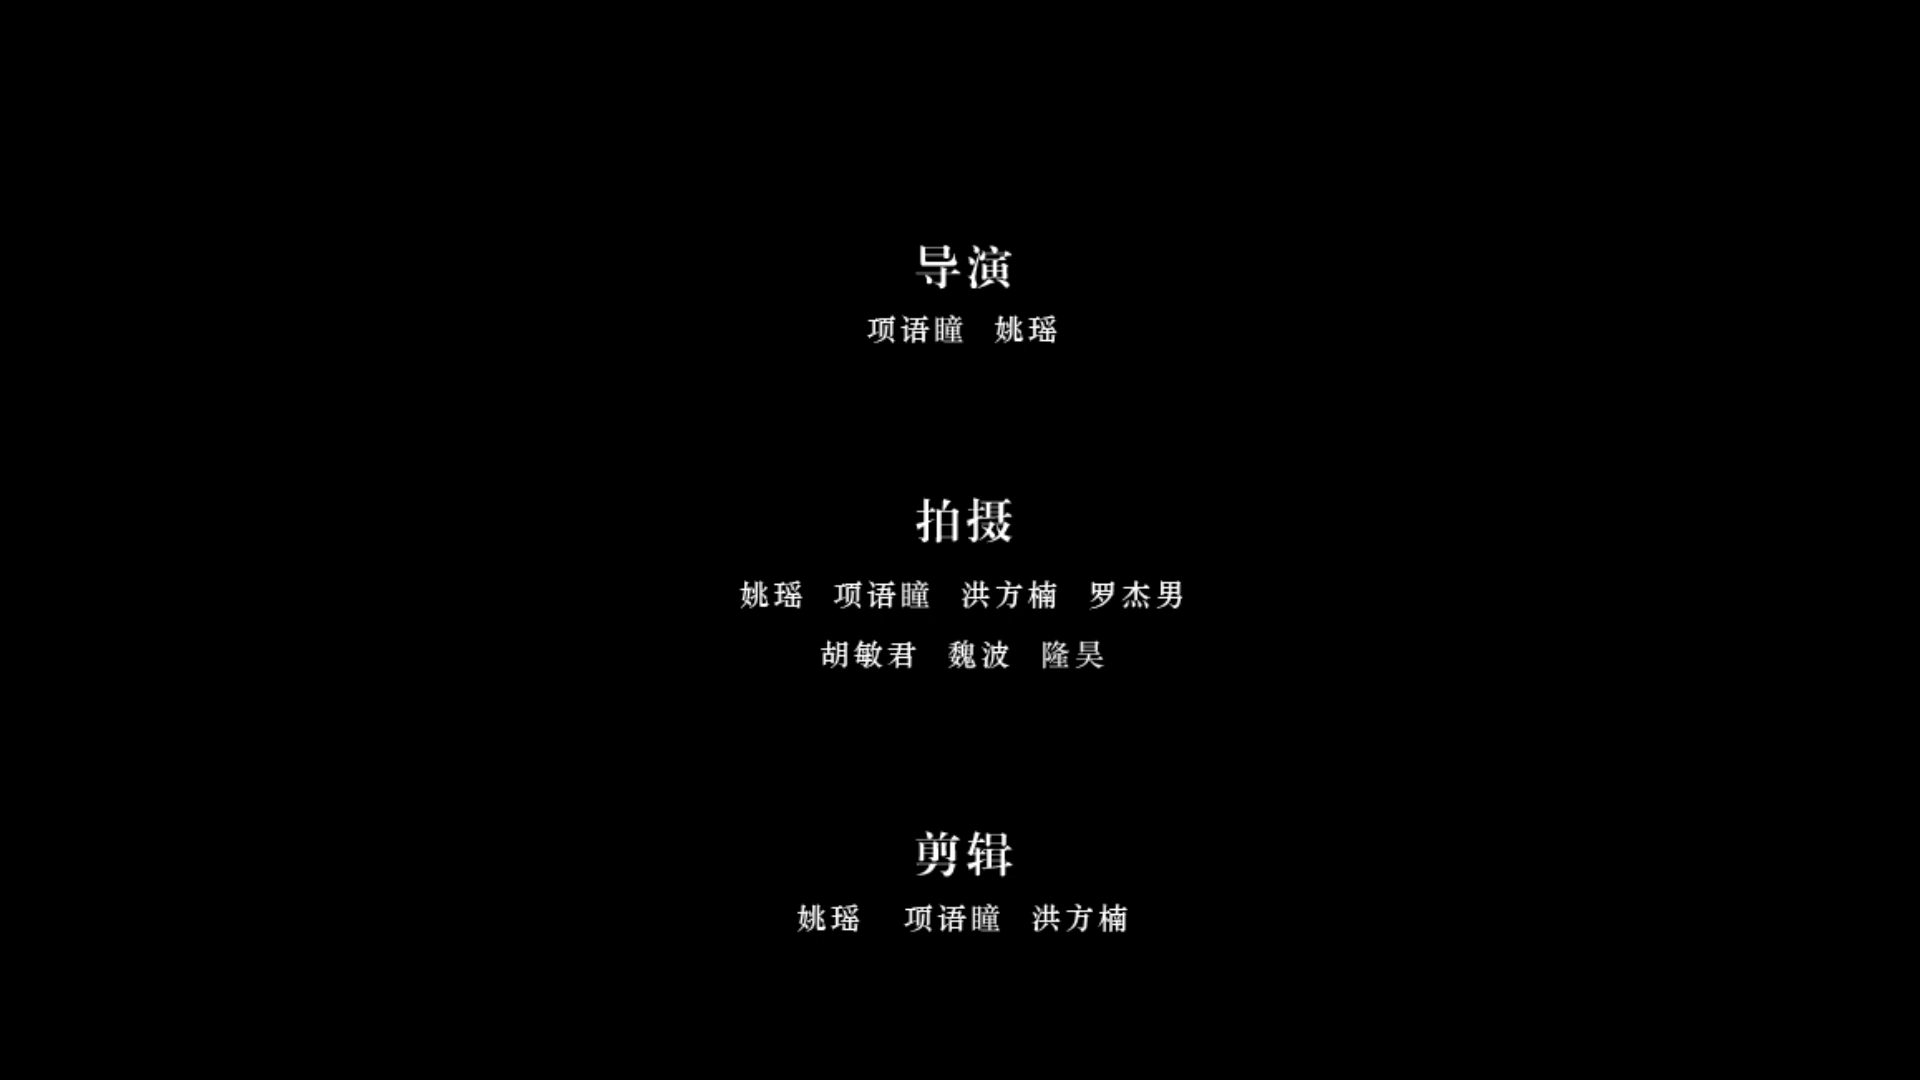 导演
项语瞳 姚瑶
拍摄
姚瑶 项语瞳 洪方楠 罗杰男
胡敏君 魏波 隆昊
剪辑
姚瑶 项语瞳 洪方楠